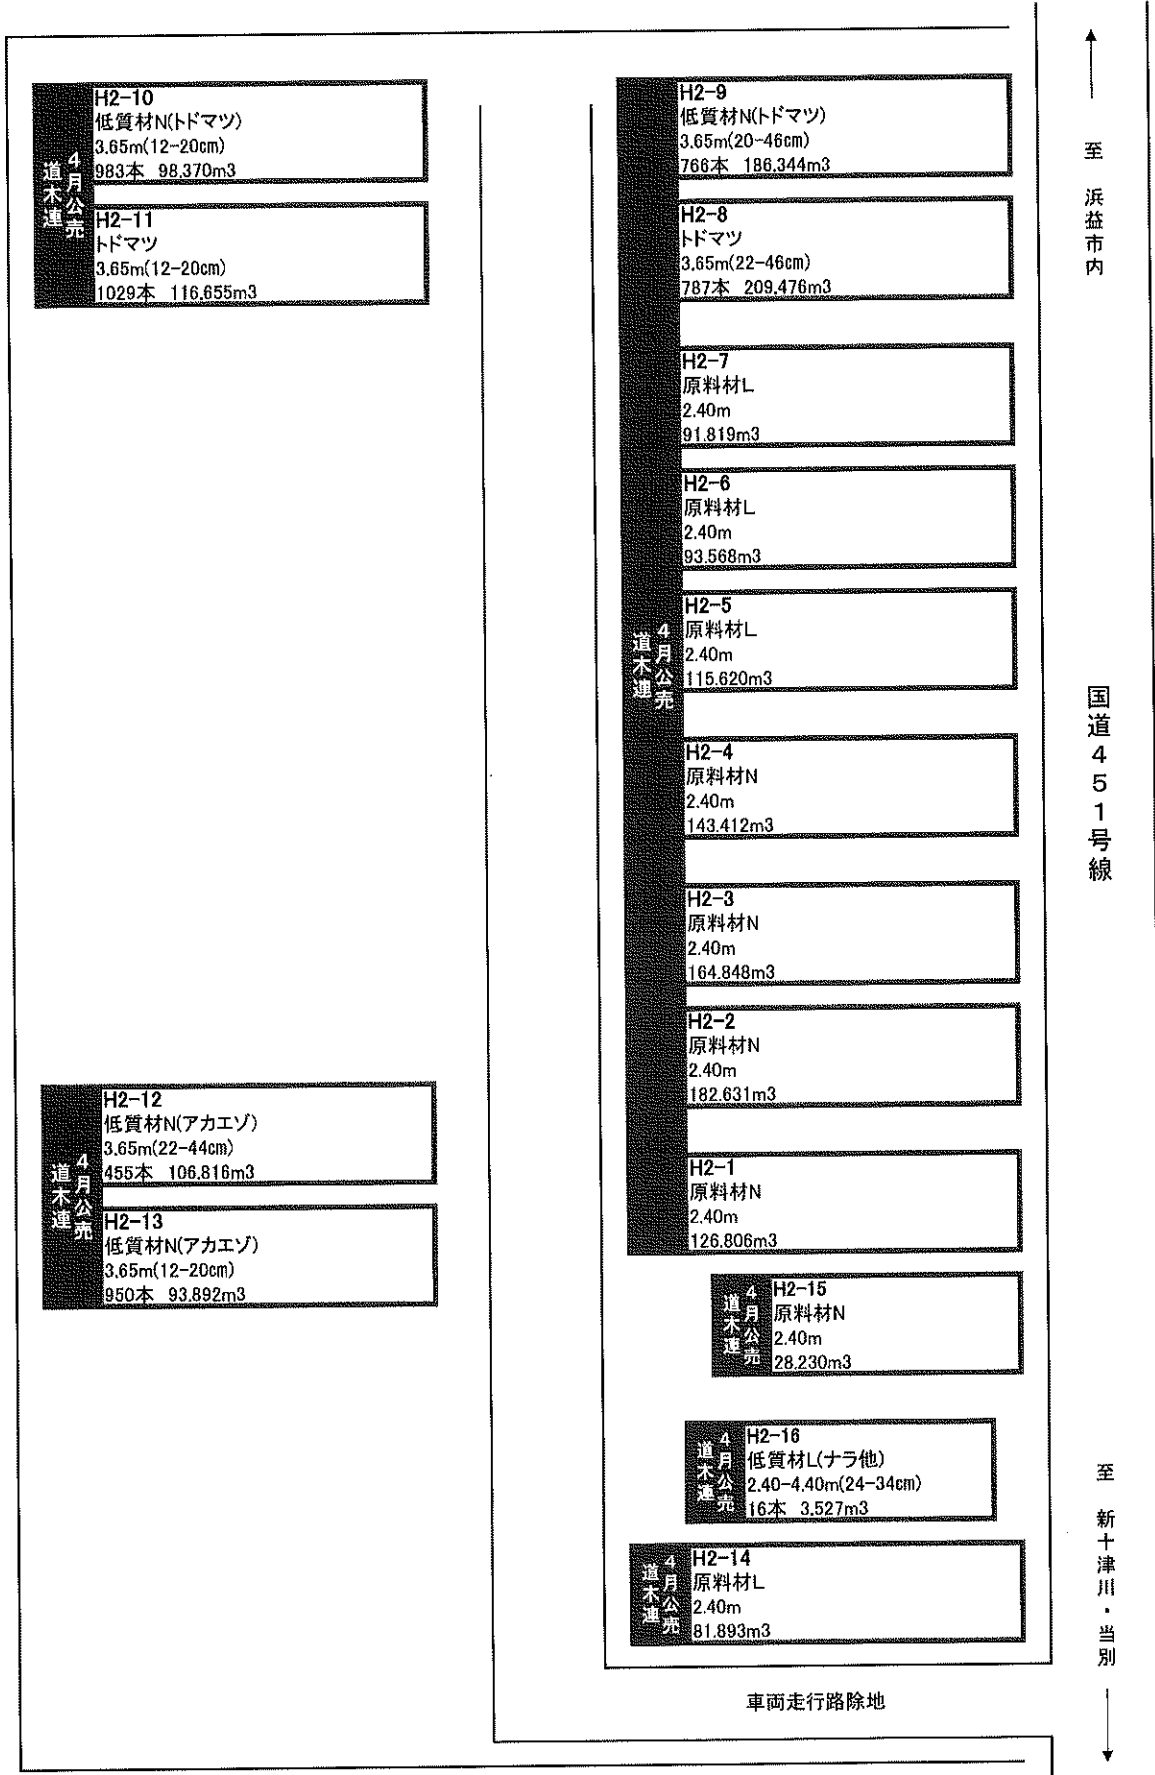 4月公売
道木連
H2-10
低質材N(トドマツ)
3.65m(12-20cm)
983本 98.370m3
H2-11
トドマツ
3.65m(12-20cm)
1029本 116.655m3
4月公売
道木連
H2-12
低質材N(アカエゾ)
3.65m(22-44cm)
455本 106.816m3
H2-13
低質材N(アカエゾ)
3.65m(12-20cm)
950本 93.892m3
4月公売
道木連
H2-9
低質材N(トドマツ)
3.65m(20-46cm)
766本 186.344m3
H2-8
トドマツ
3.65m(22-46cm)
787本 209.476m3
H2-7
原料材L
2.40m
91.819m3
H2-6
原料材L
2.40m
93.568m3
H2-5
原料材L
2.40m
115.620m3
H2-4
原料材N
2.40m
143.412m3
H2-3
原料材N
2.40m
164.848m3
H2-2
原料材N
2.40m
182.631m3
H2-1
原料材N
2.40m
126.806m3
4月公売
道木連
H2-15
原料材N
2.40m
28.230m3
4月公売
道木連
H2-16
低質材L(ナラ他)
2.40-4.40m(24-34cm)
16本 3.527m3
4月公売
道木連
H2-14
原料材L
2.40m
81.893m3
車両走行路除地
至 浜益市内
国道451号線
至 新十津川・当別